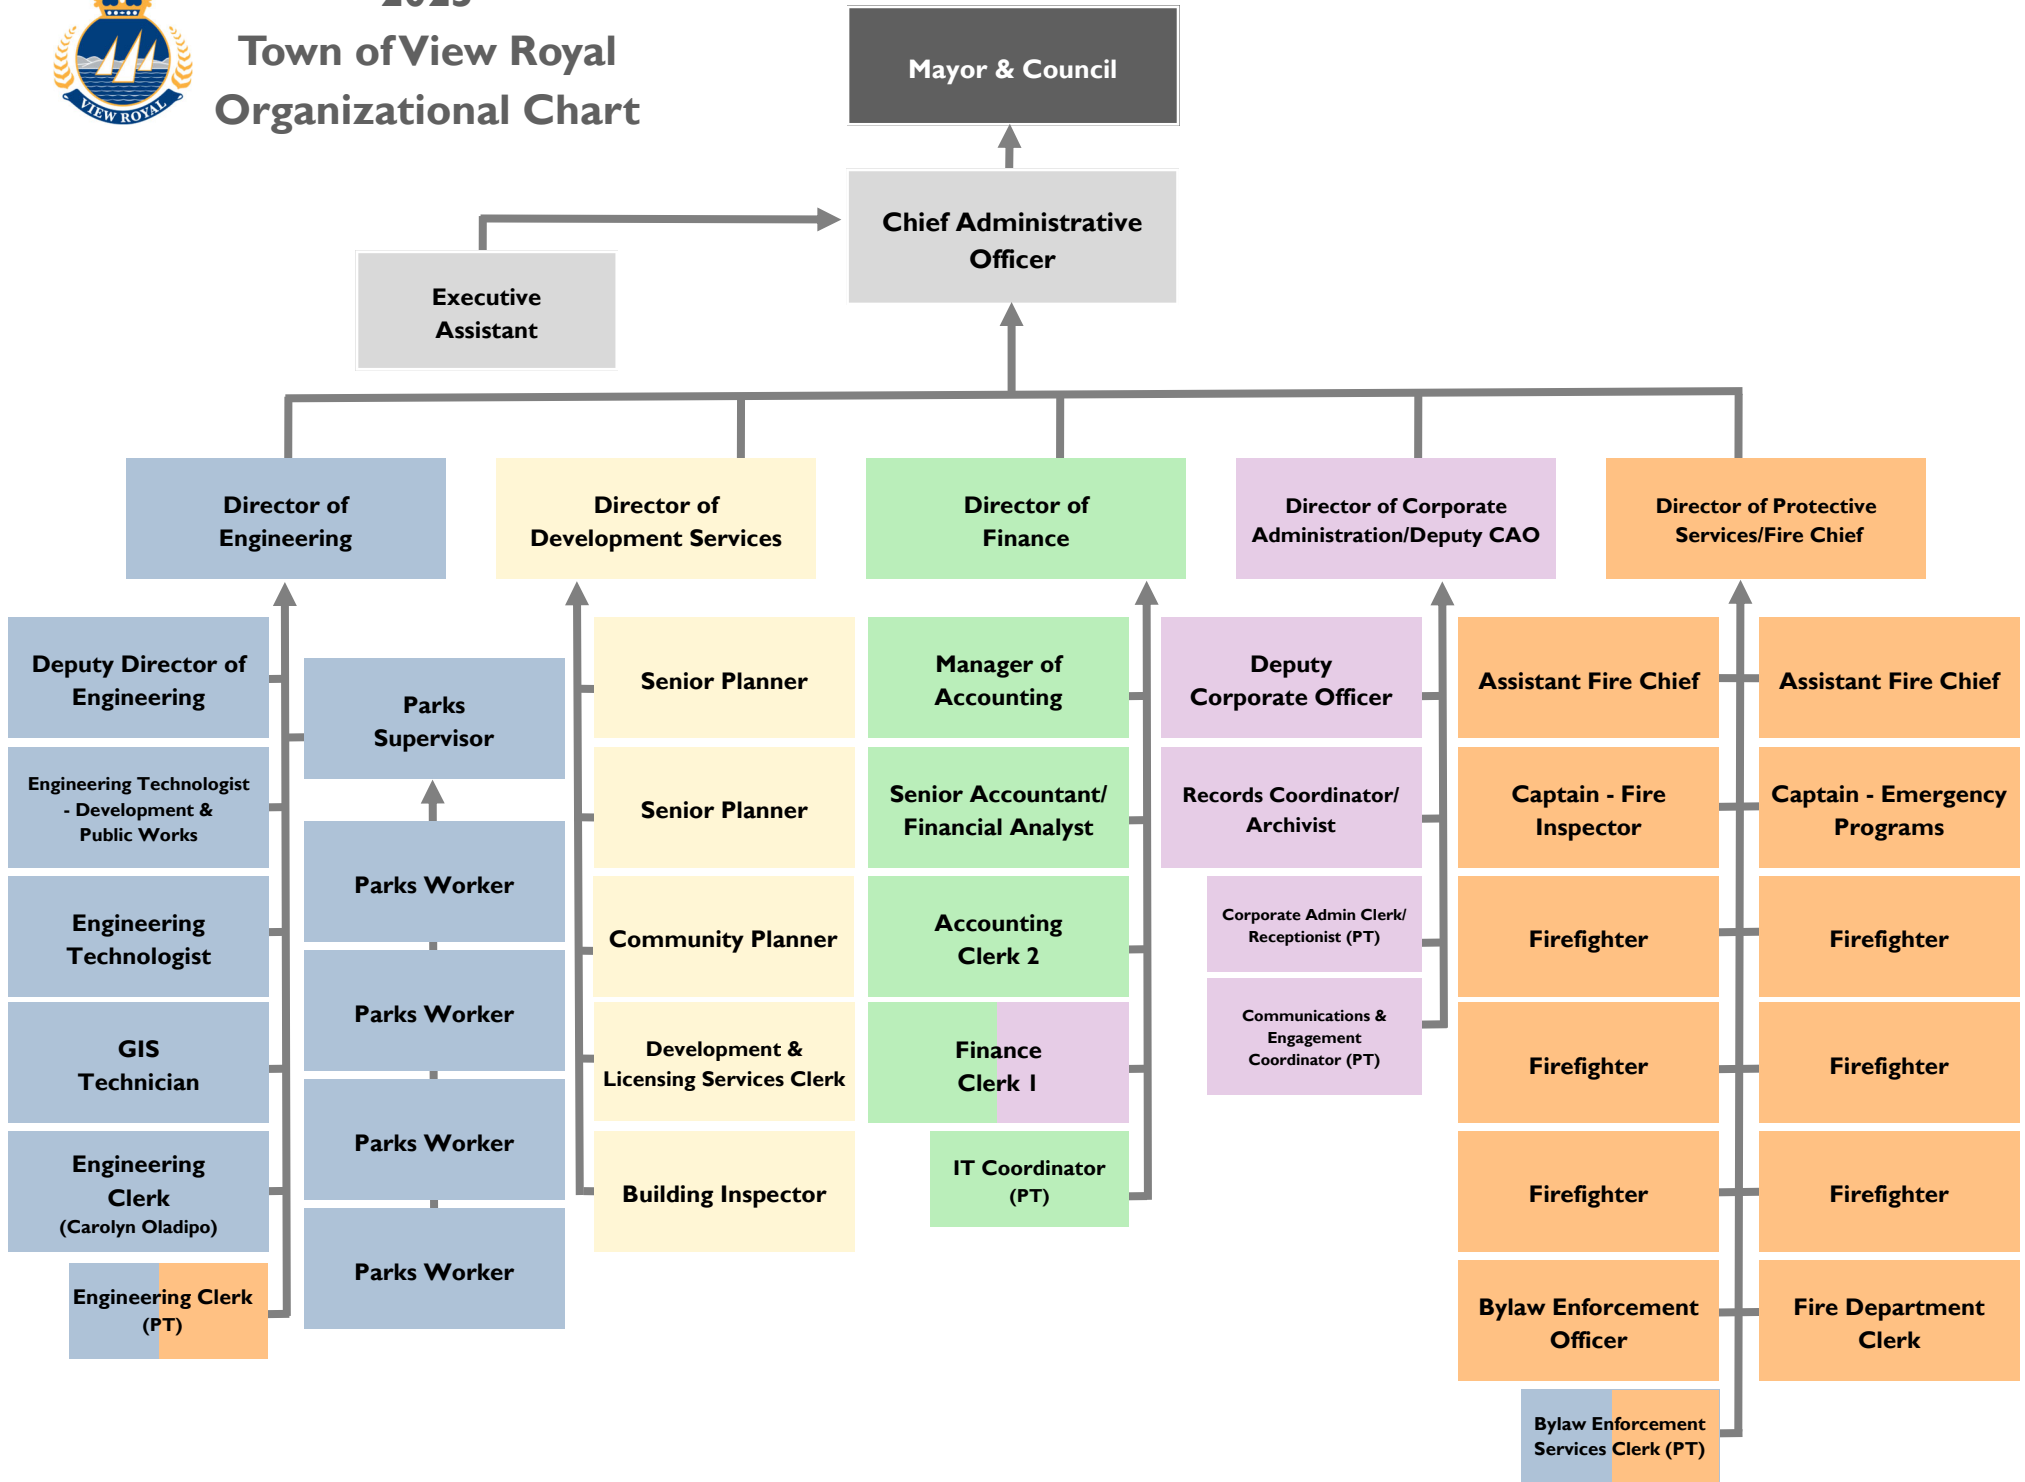 VIEW ROYAL
Town of View Royal
Organizational Chart
Mayor & Council
Chief Administrative
Officer
Executive
Assistant
Director of
Engineering
Director of
Development Services
Director of
Finance
Director of Corporate
Administration/Deputy CAO
Director of Protective
Services/Fire Chief
Deputy Director of
Engineering
Engineering Technologist
- Development &
Public Works
Engineering
Technologist
GIS
Technician
Engineering
Clerk
(Carolyn Oladipo)
Engineering Clerk
(PT)
Parks
Supervisor
Parks Worker
Parks Worker
Parks Worker
Parks Worker
Senior Planner
Senior Planner
Community Planner
Development &
Licensing Services Clerk
Building Inspector
Manager of
Accounting
Senior Accountant/
Financial Analyst
Accounting
Clerk 2
Finance
Clerk 1
IT Coordinator
(PT)
Deputy
Corporate Officer
Records Coordinator/
Archivist
Corporate Admin Clerk/
Receptionist (PT)
Communications &
Engagement
Coordinator (PT)
Assistant Fire Chief
Captain - Fire
Inspector
Firefighter
Firefighter
Firefighter
Bylaw Enforcement
Officer
Bylaw Enforcement
Services Clerk (PT)
Assistant Fire Chief
Captain - Emergency
Programs
Firefighter
Firefighter
Firefighter
Fire Department
Clerk